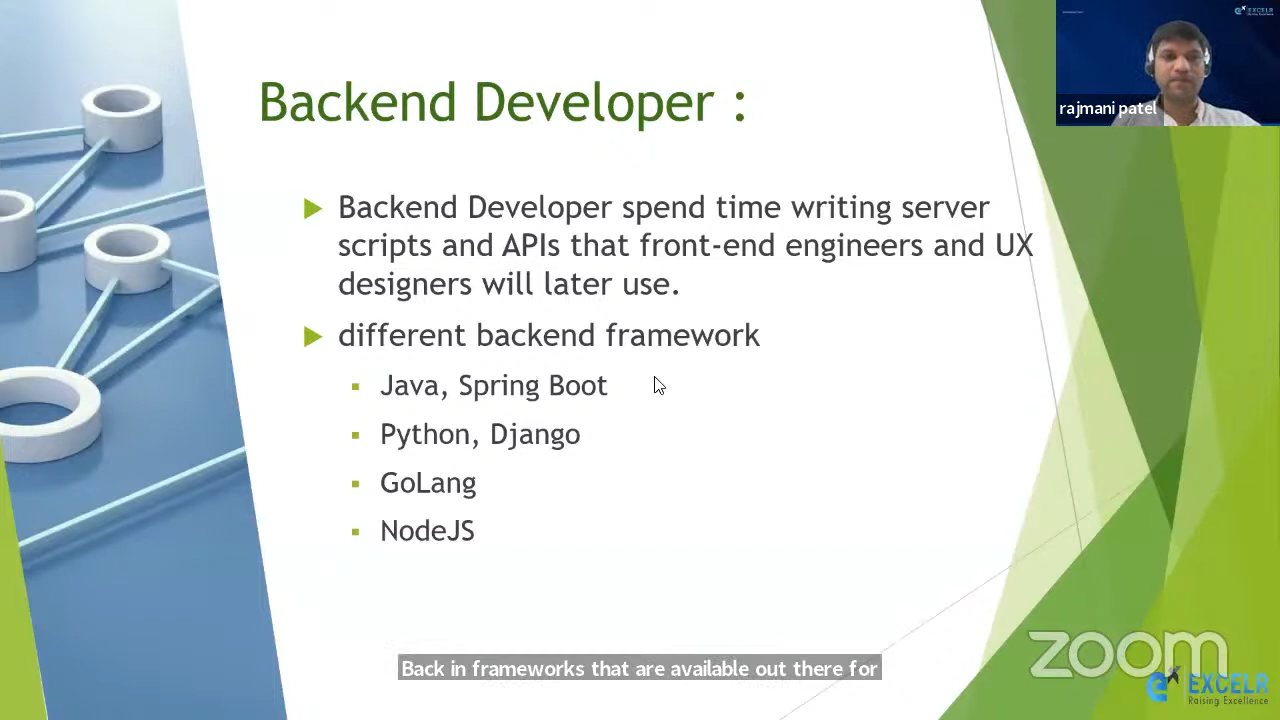 EXCELR
rajmani patel
Backend Developer :
Backend Developer spend time writing server
scripts and APIs that front-end engineers and UX
designers will later use.
different backend framework
Java, Spring Boot
Python, Django
GoLang
NodeJS
Back in frameworks that are available out there for
zoom
EXCELR
Raising Excellence